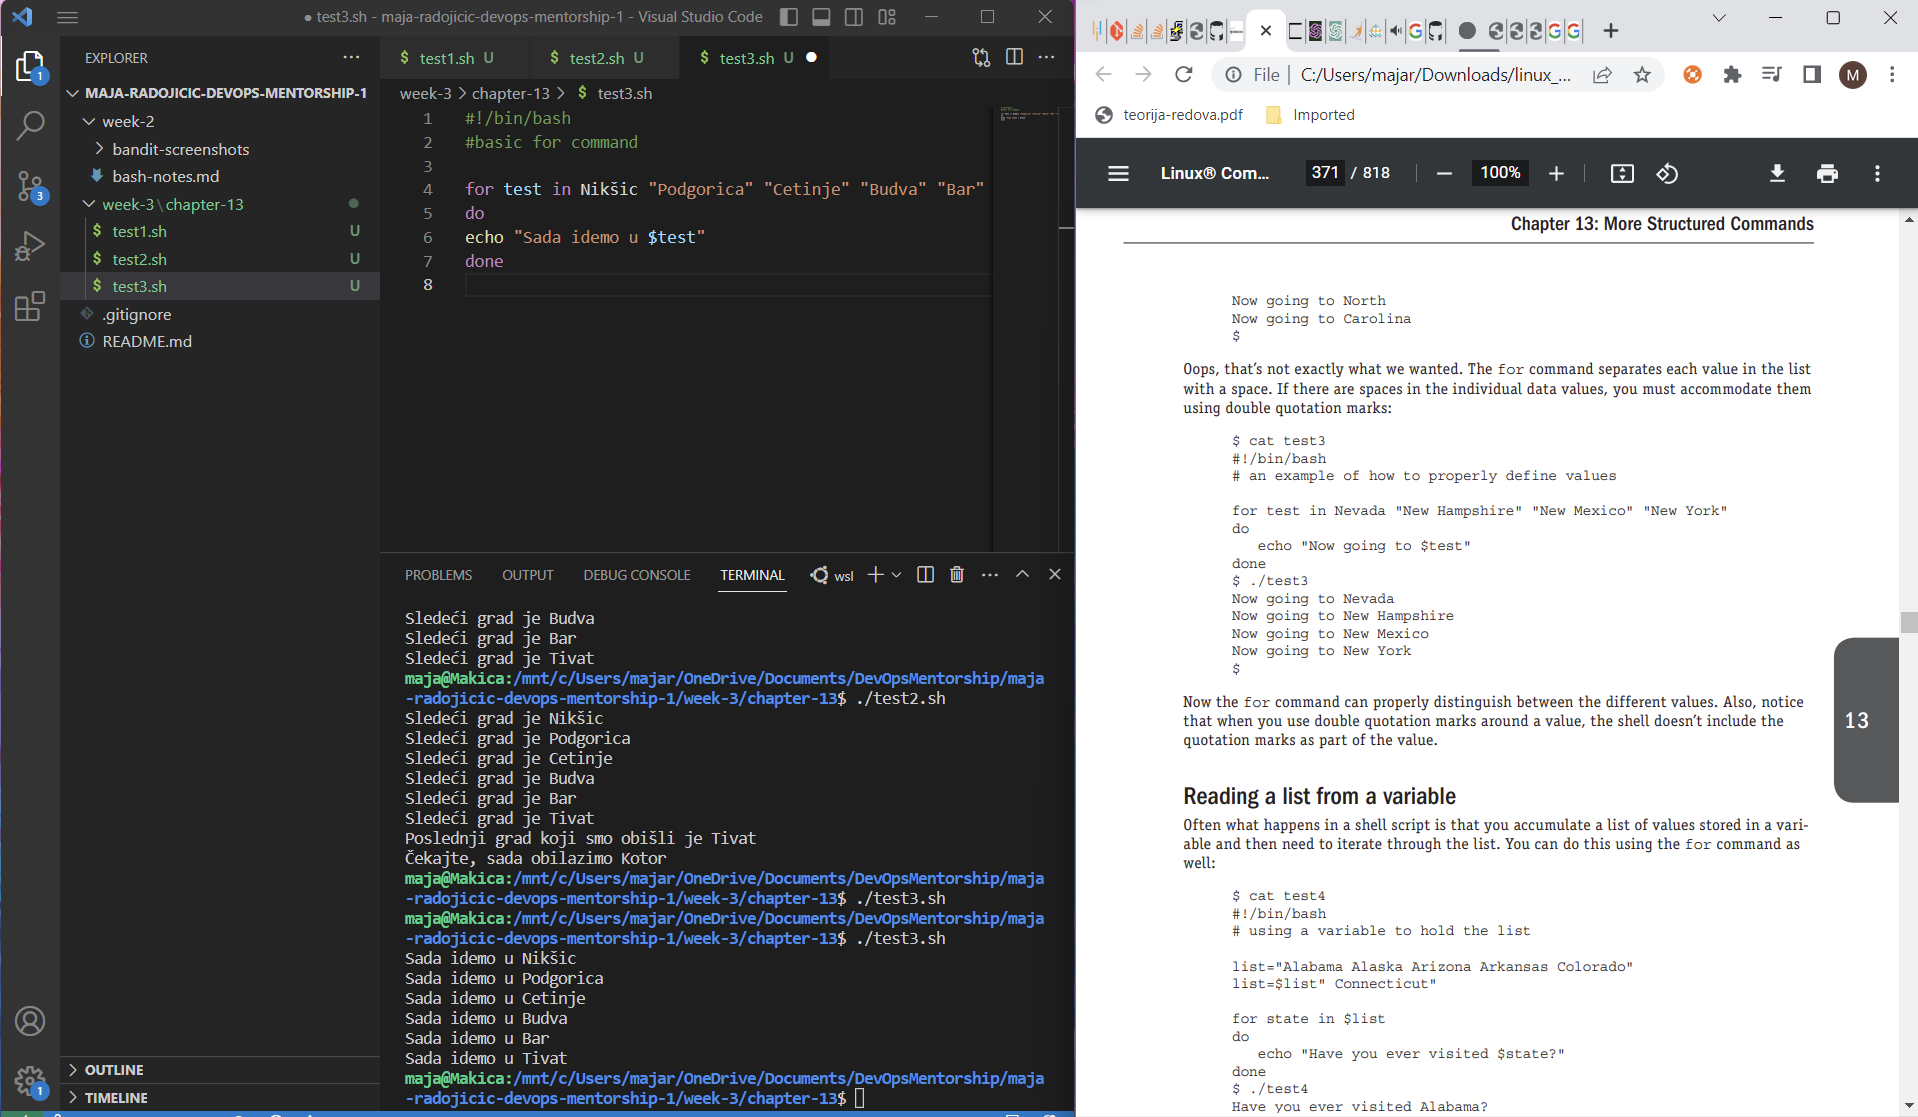 test3.sh - maja-radojicic-devops-mentorship-1 - Visual Studio Code
EXPLORER
MAJA-RADOJICIC-DEVOPS-MENTORSHIP-1
week-2
bandit-screenshots
bash-notes.md
week-3\chapter-13
$ test1.sh U
$ test2.sh U
$ test3.sh U
.gitignore
README.md
OUTLINE
TIMELINE
1
3
1
$ test1.sh U
$ test2.sh U
$ test3.sh U
week-3 > chapter-13 > $ test3.sh
1 #!/bin/bash
2 #basic for command
3
4 for test in Nikšic "Podgorica" "Cetinje" "Budva" "Bar"
5 do
6 echo "Sada idemo u $test"
7 done
8
PROBLEMS OUTPUT DEBUG CONSOLE TERMINAL wsl
Sledeći grad je Budva
Sledeći grad je Bar
Sledeći grad je Tivat
maja@Makica:/mnt/c/Users/majar/OneDrive/Documents/DevOpsMentorship/maja
-radojicic-devops-mentorship-1/week-3/chapter-13$ ./test2.sh
Sledeći grad je Nikšic
Sledeći grad je Podgorica
Sledeći grad je Cetinje
Sledeći grad je Budva
Sledeći grad je Bar
Sledeći grad je Tivat
Poslednji grad koji smo obišli je Tivat
Čekajte, sada obilazimo Kotor
maja@Makica:/mnt/c/Users/majar/OneDrive/Documents/DevOpsMentorship/maja
-radojicic-devops-mentorship-1/week-3/chapter-13$ ./test3.sh
maja@Makica:/mnt/c/Users/majar/OneDrive/Documents/DevOpsMentorship/maja
-radojicic-devops-mentorship-1/week-3/chapter-13$ ./test3.sh
Sada idemo u Nikšic
Sada idemo u Podgorica
Sada idemo u Cetinje
Sada idemo u Budva
Sada idemo u Bar
Sada idemo u Tivat
maja@Makica:/mnt/c/Users/majar/OneDrive/Documents/DevOpsMentorship/maja
-radojicic-devops-mentorship-1/week-3/chapter-13$
File | C:/Users/majar/Downloads/linux_...
M
teorija-redova.pdf
Imported
Linux® Com... 371 / 818 100%
Chapter 13: More Structured Commands
Now going to North
Now going to Carolina
$
Oops, that's not exactly what we wanted. The for command separates each value in the list
with a space. If there are spaces in the individual data values, you must accommodate them
using double quotation marks:
$ cat test3
#!/bin/bash
# an example of how to properly define values
for test in Nevada "New Hampshire" "New Mexico" "New York"
do
echo "Now going to $test"
done
$ ./test3
Now going to Nevada
Now going to New Hampshire
Now going to New Mexico
Now going to New York
$
Now the for command can properly distinguish between the different values. Also, notice
that when you use double quotation marks around a value, the shell doesn't include the
quotation marks as part of the value.
13
Reading a list from a variable
Often what happens in a shell script is that you accumulate a list of values stored in a vari-
able and then need to iterate through the list. You can do this using the for command as
well:
$ cat test4
#!/bin/bash
# using a variable to hold the list
list="Alabama Alaska Arizona Arkansas Colorado"
list=$list" Connecticut"
for state in $list
do
echo "Have you ever visited $state?"
done
$ ./test4
Have you ever visited Alabama?